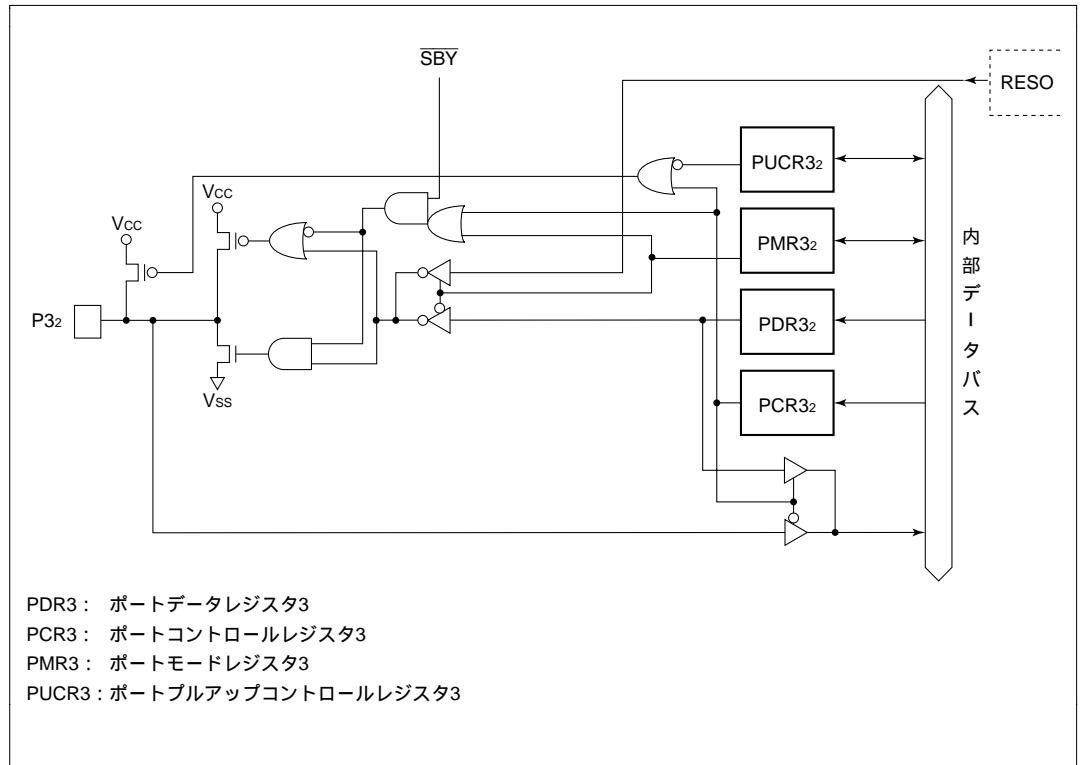 SBY
RESO
PUCR3₂
VCC
VCC
PMR3₂
内部データバス
P3₂
PDR3₂
VSS
PCR3₂
PDR3： ポートデータレジスタ3
PCR3： ポートコントロールレジスタ3
PMR3： ポートモードレジスタ3
PUCR3：ポートプルアップコントロールレジスタ3